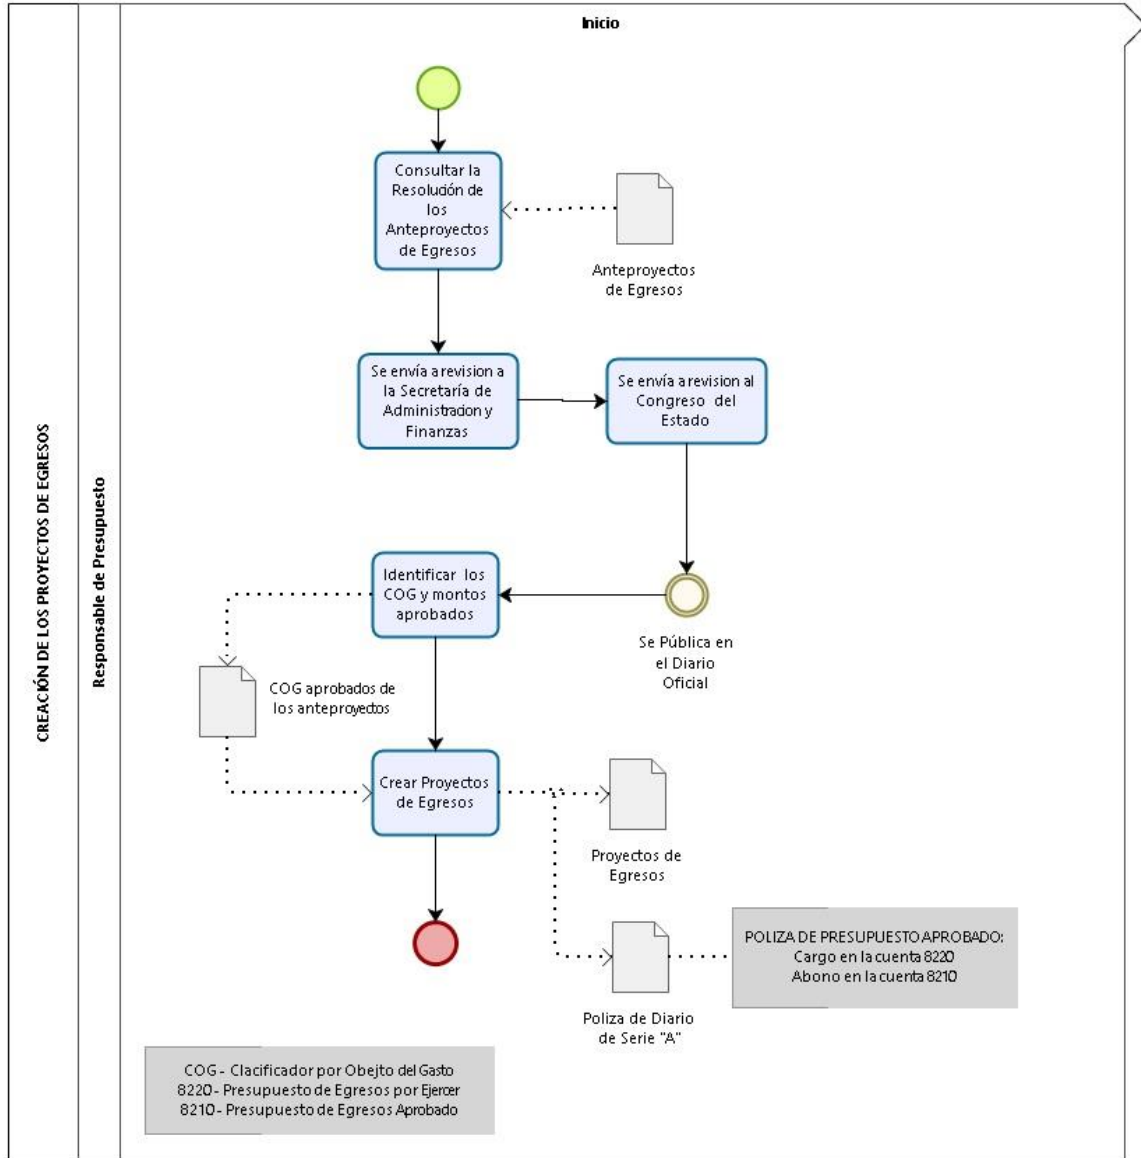 Inicio
CREACIÓN DE LOS PROYECTOS DE EGRESOS
Responsable de Presupuesto
Consultar la
Resolución de
los
Anteproyectos
de Egresos
Anteproyectos
de Egresos
Se envía a revision a
la Secretaría de
Administracion y
Finanzas
Se envía a revision al
Congreso del
Estado
Identificar los
COG y montos
aprobados
Se Pública en
el Diario
Oficial
COG aprobados de
los anteproyectos
Crear Proyectos
de Egresos
Proyectos de
Egresos
POLIZA DE PRESUPUESTO APROBADO:
Cargo en la cuenta 8220
Abono en la cuenta 8210
Poliza de Diario
de Serie "A"
COG - Clacificador por Obejto del Gasto
8220 - Presupuesto de Egresos por Ejercer
8210 - Presupuesto de Egresos Aprobado